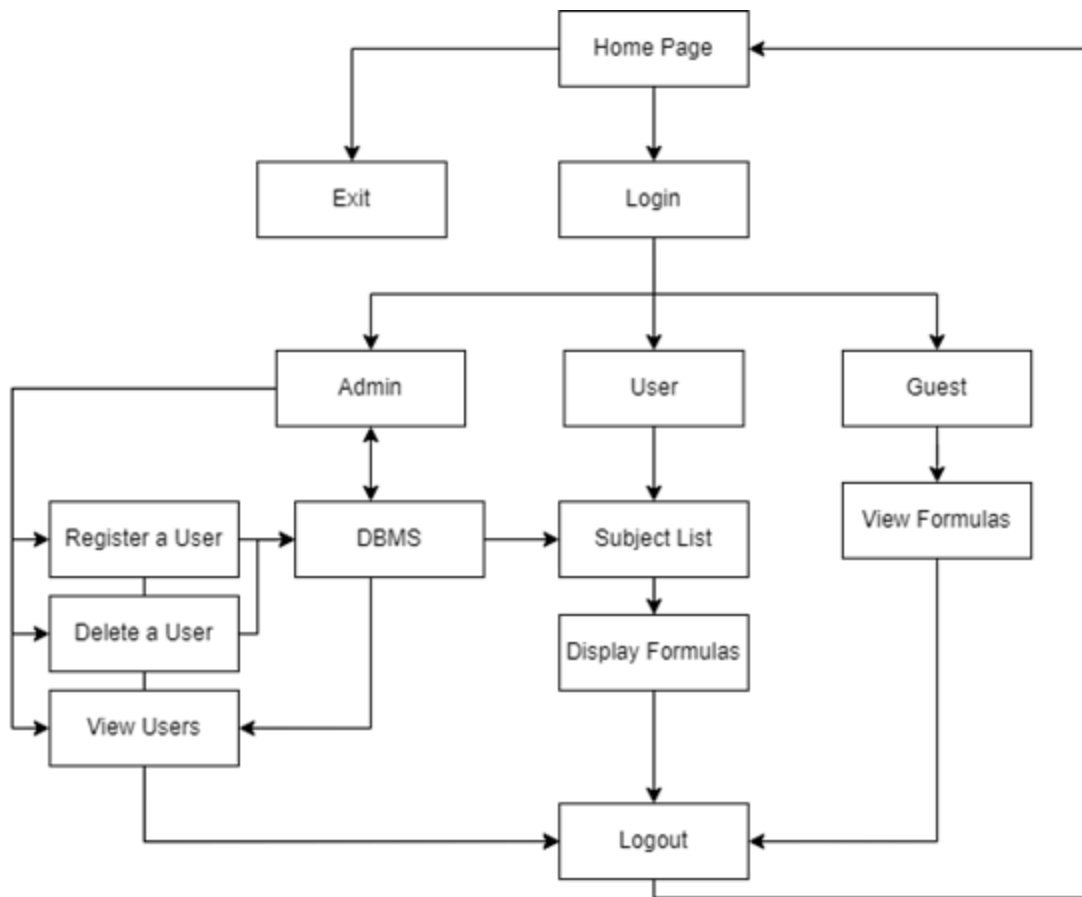 Home Page
Exit
Login
Admin
User
Guest
Register a User
DBMS
Subject List
View Formulas
Delete a User
Display Formulas
View Users
Logout